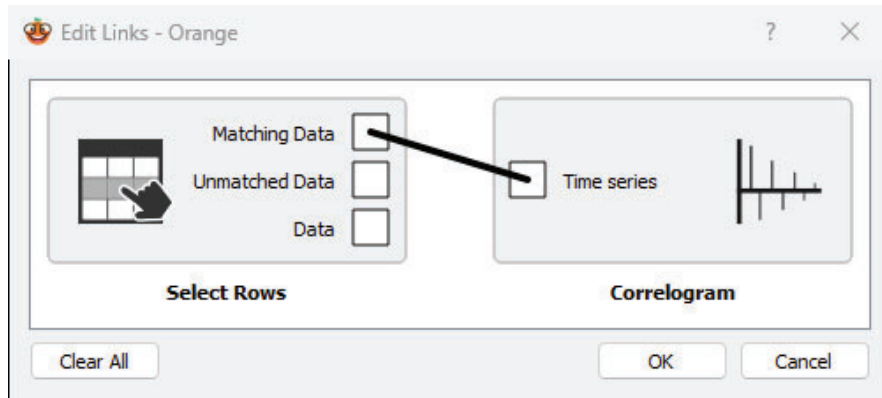 Edit Links - Orange ? ×
Matching Data
Unmatched Data
Data
Time series
Select Rows
Correlogram
Clear All
OK
Cancel